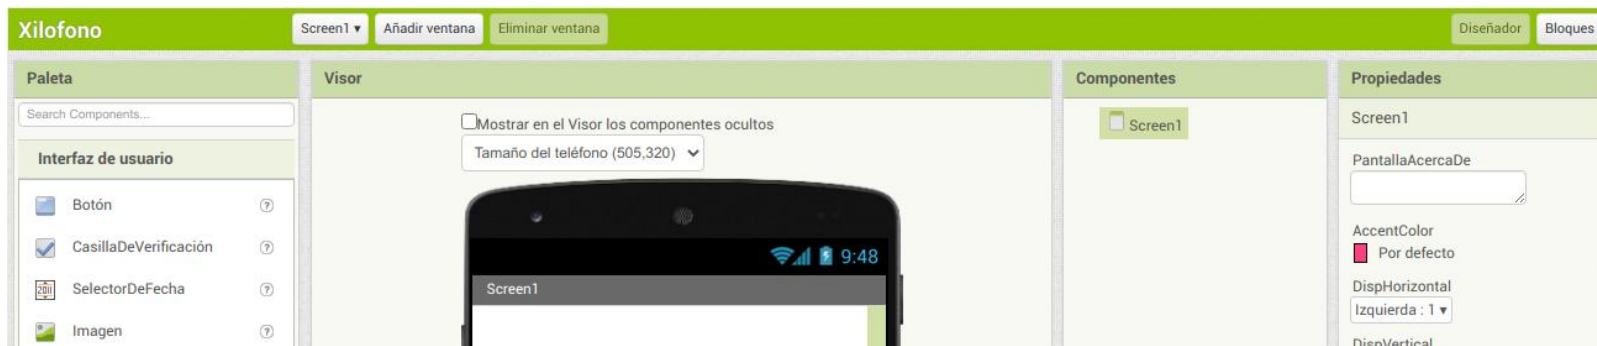 Xilofono
Screen1 ▾
Añadir ventana
Eliminar ventana
Diseñador
Bloques
Paleta
Search Components...
Interfaz de usuario
Botón
?
CasillaDeVerificación
?
SelectorDeFecha
?
Imagen
?
Visor
Mostrar en el Visor los componentes ocultos
Tamaño del teléfono (505,320)
9:48
Screen1
Componentes
Screen1
Propiedades
Screen1
PantallaAcercaDe
AccentColor
Por defecto
DispHorizontal
Izquierda : 1 ▾
DispVertical